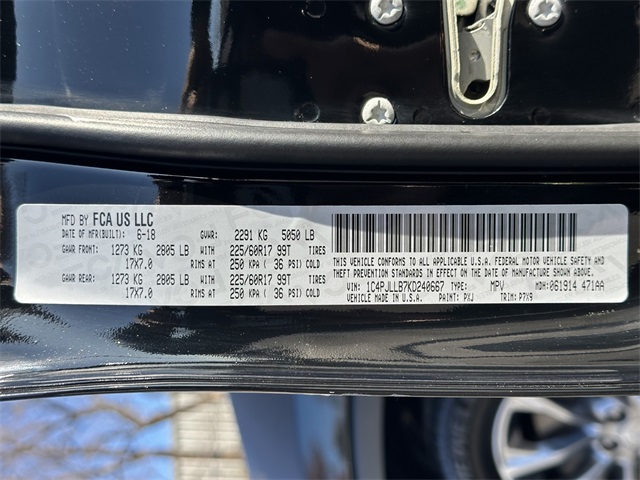 MFD BY FCA US LLC
DATE OF MFR(BUILT): 6-18 GVWR: 2291 KG 5050 LB
GAWR FRONT: 1273 KG 2805 LB WITH 225/60R17 99T TIRES
17X7.0 RIMS AT 250 KPA ( 36 PSI) COLD
GAWR REAR: 1273 KG 2805 LB WITH 225/60R17 99T TIRES
17X7.0 RIMS AT 250 KPA ( 36 PSI) COLD
THIS VEHICLE CONFORMS TO ALL APPLICABLE U.S.A. FEDERAL MOTOR VEHICLE SAFETY, BUMPER AND
THEFT PREVENTION STANDARDS IN EFFECT ON THE DATE OF MANUFACTURE SHOWN ABOVE.
VIN: 1C4PJLLB7KD240667 TYPE: MPV MDH: 061914 471AA
VEHICLE MADE IN U.S.A. PAINT: PXJ TRIM: P7X9